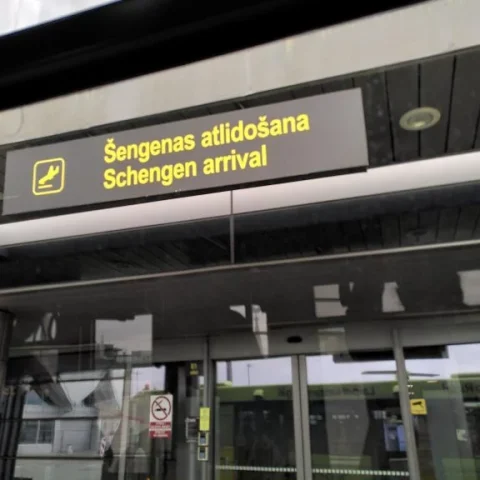 Šengenas atlidošana
Schengen arrival